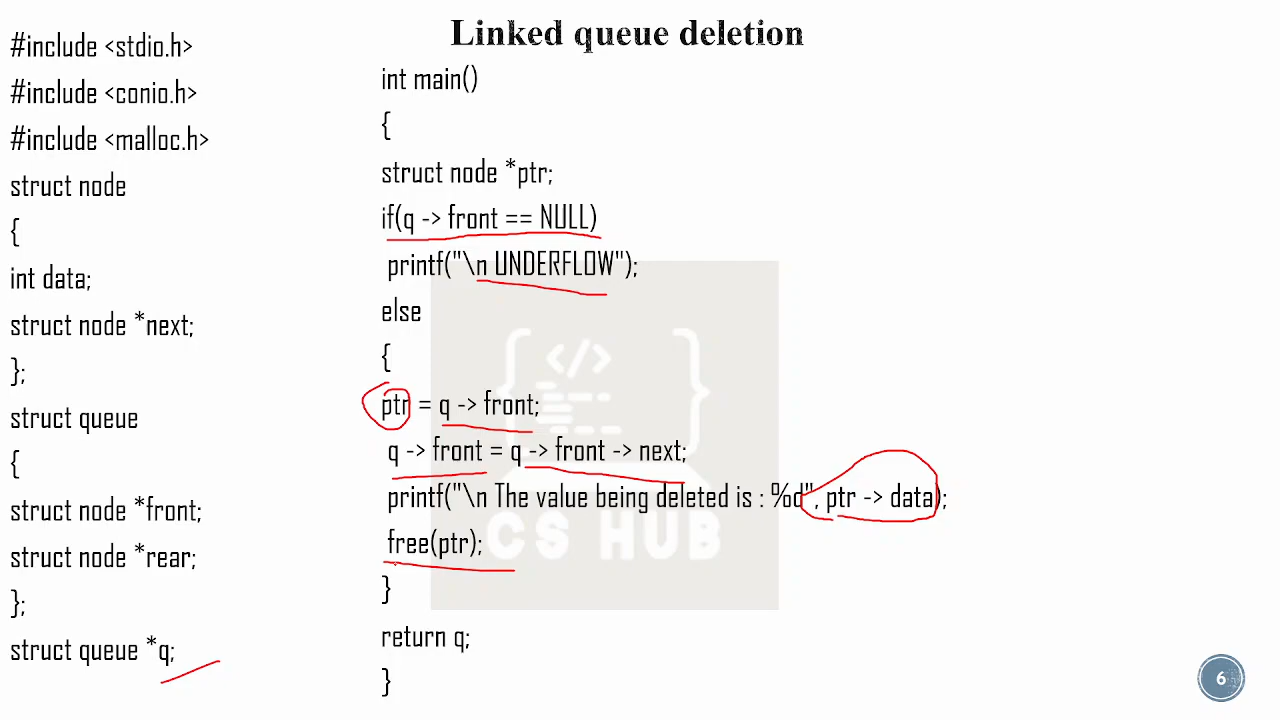 Linked queue deletion
#include <stdio.h>
#include <conio.h>
#include <malloc.h>
struct node
{
int data;
struct node *next;
};
struct queue
{
struct node *front;
struct node *rear;
};
struct queue *q;
int main()
{
struct node *ptr;
if(q -> front == NULL)
printf("\n UNDERFLOW");
else
{
ptr = q -> front;
q -> front = q -> front -> next;
printf("\n The value being deleted is : %d", ptr -> data);
free(ptr);
}
return q;
}
{ </> }
CS HUB
6